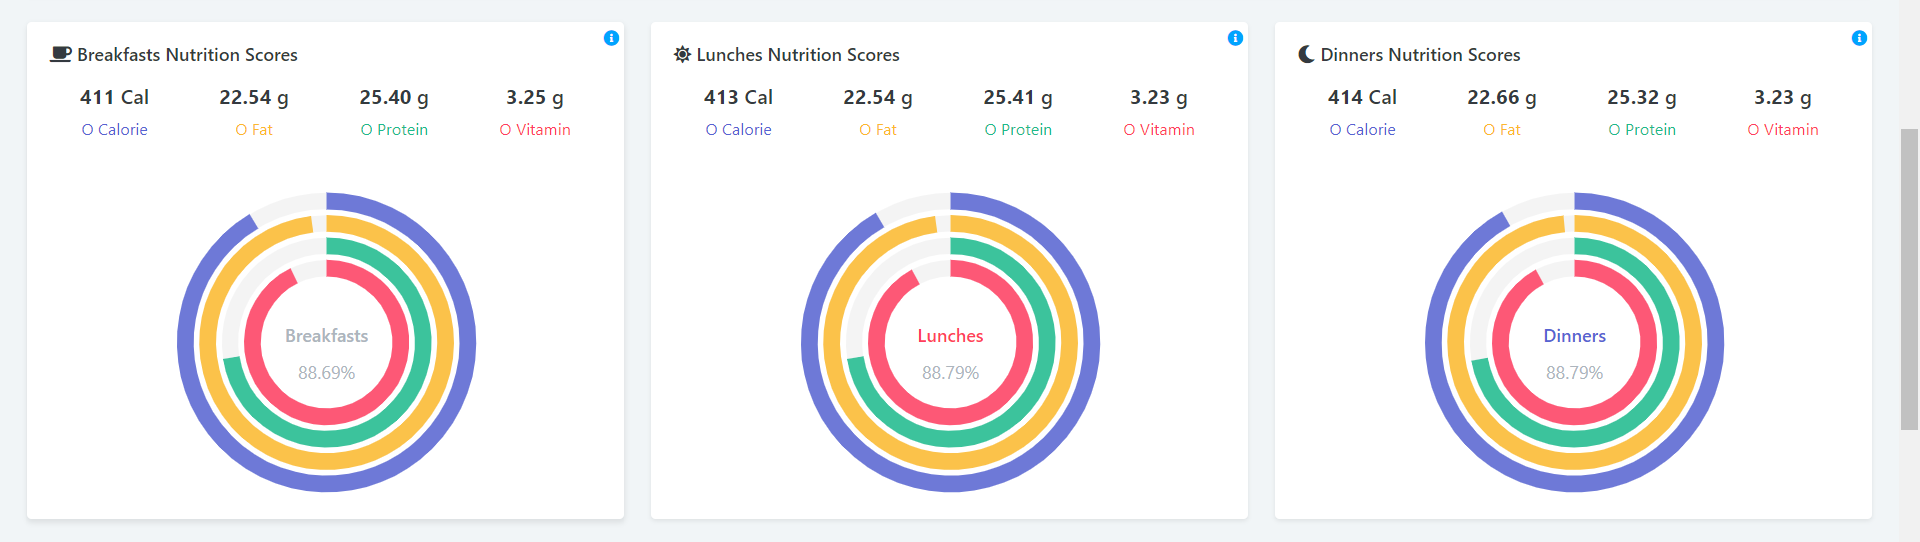 Breakfasts Nutrition Scores
411 Cal 22.54 g 25.40 g 3.25 g
O Calorie O Fat O Protein O Vitamin
Breakfasts
88.69%
Lunches Nutrition Scores
413 Cal 22.54 g 25.41 g 3.23 g
O Calorie O Fat O Protein O Vitamin
Lunches
88.79%
Dinners Nutrition Scores
414 Cal 22.66 g 25.32 g 3.23 g
O Calorie O Fat O Protein O Vitamin
Dinners
88.79%